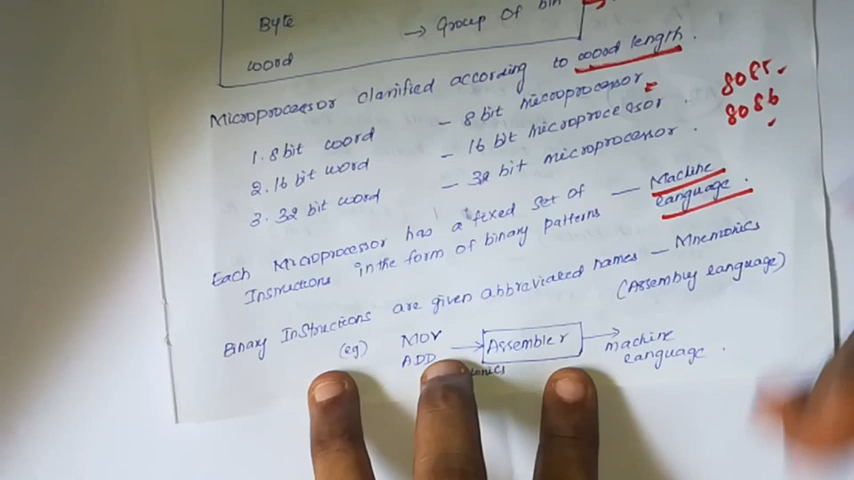 Byte → Group of bin
word
Microprocessor clarified according to word length.
1. 8 bit word - 8 bit microprocessor 8085
2. 16 bit word - 16 bit microprocessor. 8086
3. 32 bit word - 32 bit microprocessor.
Each Microprocessor has a fixed set of — Machine
Instructions in the form of binary patterns language.
Binary Instructions are given abbreviated names — Mnemonics
(Assembly language)
(eg) MOV
ADD → Assembler → machine
language.
onics